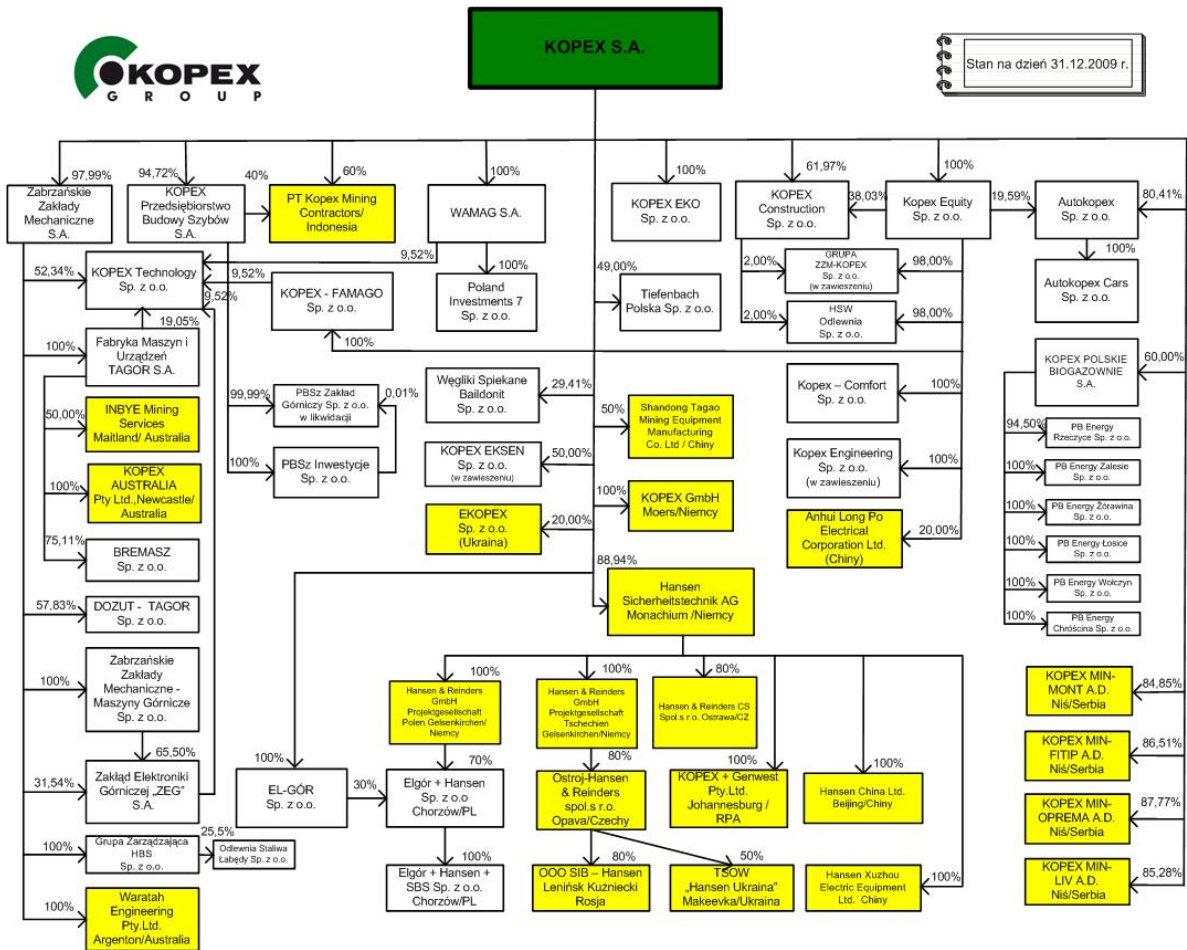 KOPEX S.A.
KOPEX
GROUP
Stan na dzień 31.12.2009 r.
97,99%
94,72%
40%
60%
100%
100%
61,97%
100%
80,41%
Zabrzańskie
Zakłady
Mechaniczne
S.A.
KOPEX
Przedsiębiorstwo
Budowy Szybów
S.A.
PT Kopex Mining
Contractors/
Indonesia
WAMAG S.A.
KOPEX EKO
Sp. z o.o.
KOPEX
Construction
Sp. z o.o.
38,03%
Kopex Equity
Sp. z o.o.
19,59%
Autokopex
Sp. z o.o.
52,34%
KOPEX Technology
Sp. z o.o.
9,52%
9,52%
9,52%
19,05%
KOPEX - FAMAGO
Sp. z o.o.
100%
100%
Poland
Investments 7
Sp. z o.o.
49,00%
Tiefenbach
Polska Sp. z o.o.
2,00%
GRUPA
ZZM-KOPEX
Sp. z o.o.
(w zawieszeniu)
98,00%
2,00%
HSW
Odlewnia
Sp. z o.o.
98,00%
100%
Autokopex Cars
Sp. z o.o.
100%
Fabryka Maszyn i
Urządzeń
TAGOR S.A.
KOPEX POLSKIE
BIOGAZOWNIE
S.A.
60,00%
50,00%
INBYE Mining
Services
Maitland/ Australia
99,99%
PBSz Zakład
Górniczy Sp. z o.o.
w likwidacji
0,01%
Węgliki Spiekane
Baildonit
Sp. z o.o.
29,41%
50%
Shandong Tagao
Mining Equipment
Manufacturing
Co. Ltd / Chiny
Kopex – Comfort
Sp. z o.o.
100%
94,50%
PB Energy
Rzeczyce Sp. z o.o.
100%
KOPEX
AUSTRALIA
Pty Ltd.,Newcastle/
Australia
100%
PBSz Inwestycje
Sp. z o.o.
KOPEX EKSEN
Sp. z o.o.
(w zawieszeniu)
50,00%
100%
KOPEX GmbH
Moers/Niemcy
Kopex Engineering
Sp. z o.o.
(w zawieszeniu)
100%
100%
PB Energy Zalesie
Sp. z o.o.
100%
PB Energy Żórawina
Sp. z o.o.
75,11%
BREMASZ
Sp. z o.o.
EKOPEX
Sp. z o.o.
(Ukraina)
20,00%
Anhui Long Po
Electrical
Corporation Ltd.
(Chiny)
20,00%
100%
PB Energy Łosice
Sp. z o.o.
100%
PB Energy Wołczyn
Sp. z o.o.
100%
PB Energy
Chróścina Sp. z o.o.
57,83%
DOZUT - TAGOR
Sp. z o.o.
88,94%
Hansen
Sicherheitstechnik AG
Monachium /Niemcy
100%
Zabrzańskie
Zakłady
Mechaniczne -
Maszyny Górnicze
Sp. z o.o.
65,50%
100%
Hansen & Reinders
GmbH
Projektgesellschaft
Polen Gelsenkirchen/
Niemcy
100%
Hansen & Reinders
GmbH
Projektgesellschaft
Tschechien
Gelsenkirchen/Niemcy
80%
Hansen & Reinders CS
Spol.s r.o. Ostrawa/CZ
KOPEX MIN-
MONT A.D.
Niś/Serbia
84,85%
31,54%
Zakłąd Elektroniki
Górniczej „ZEG”
S.A.
100%
EL-GÓR
Sp. z o.o.
30%
70%
Elgór + Hansen
Sp. z o.o
Chorzów/PL
80%
Ostroj-Hansen
& Reinders
spol.s r.o.
Opava/Czechy
100%
KOPEX + Genwest
Pty.Ltd.
Johannesburg /
RPA
100%
Hansen China Ltd.
Beijing/Chiny
KOPEX MIN-
FITIP A.D.
Niś/Serbia
86,51%
KOPEX MIN-
OPREMA A.D.
Niś/Serbia
87,77%
100%
Grupa Zarządzająca
HBS
Sp. z o.o.
25,5%
Odlewnia Staliwa
Łabędy Sp. z o.o.
100%
Elgór + Hansen +
SBS Sp. z o.o.
Chorzów/PL
80%
OOO SIB – Hansen
Lenińsk Kuźniecki
Rosja
50%
TSOW
„Hansen Ukraina”
Makeevka/Ukraina
Hansen Xuzhou
Electric Equipment
Ltd. Chiny
100%
KOPEX MIN-
LIV A.D.
Niś/Serbia
85,28%
100%
Waratah
Engineering
Pty.Ltd.
Argenton/Australia